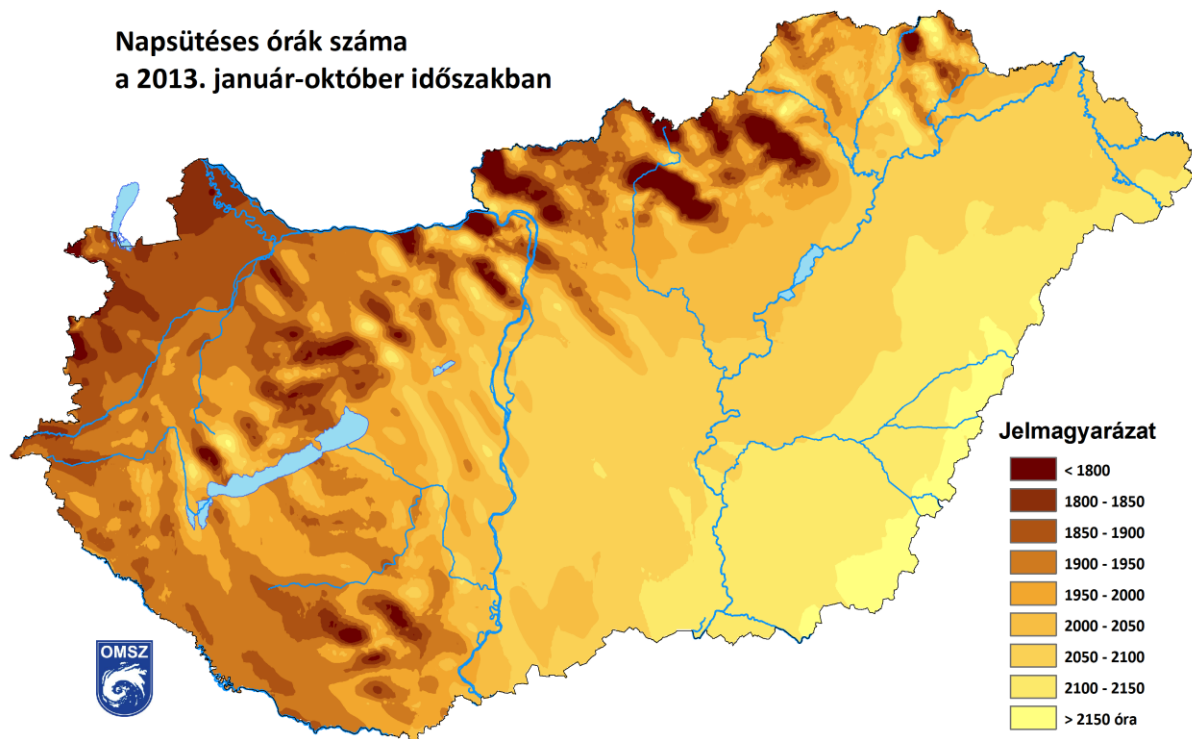 Napsütéses órák száma
a 2013. január-október időszakban
Jelmagyarázat
< 1800
1800 - 1850
1850 - 1900
1900 - 1950
1950 - 2000
2000 - 2050
2050 - 2100
2100 - 2150
> 2150 óra
OMSZ